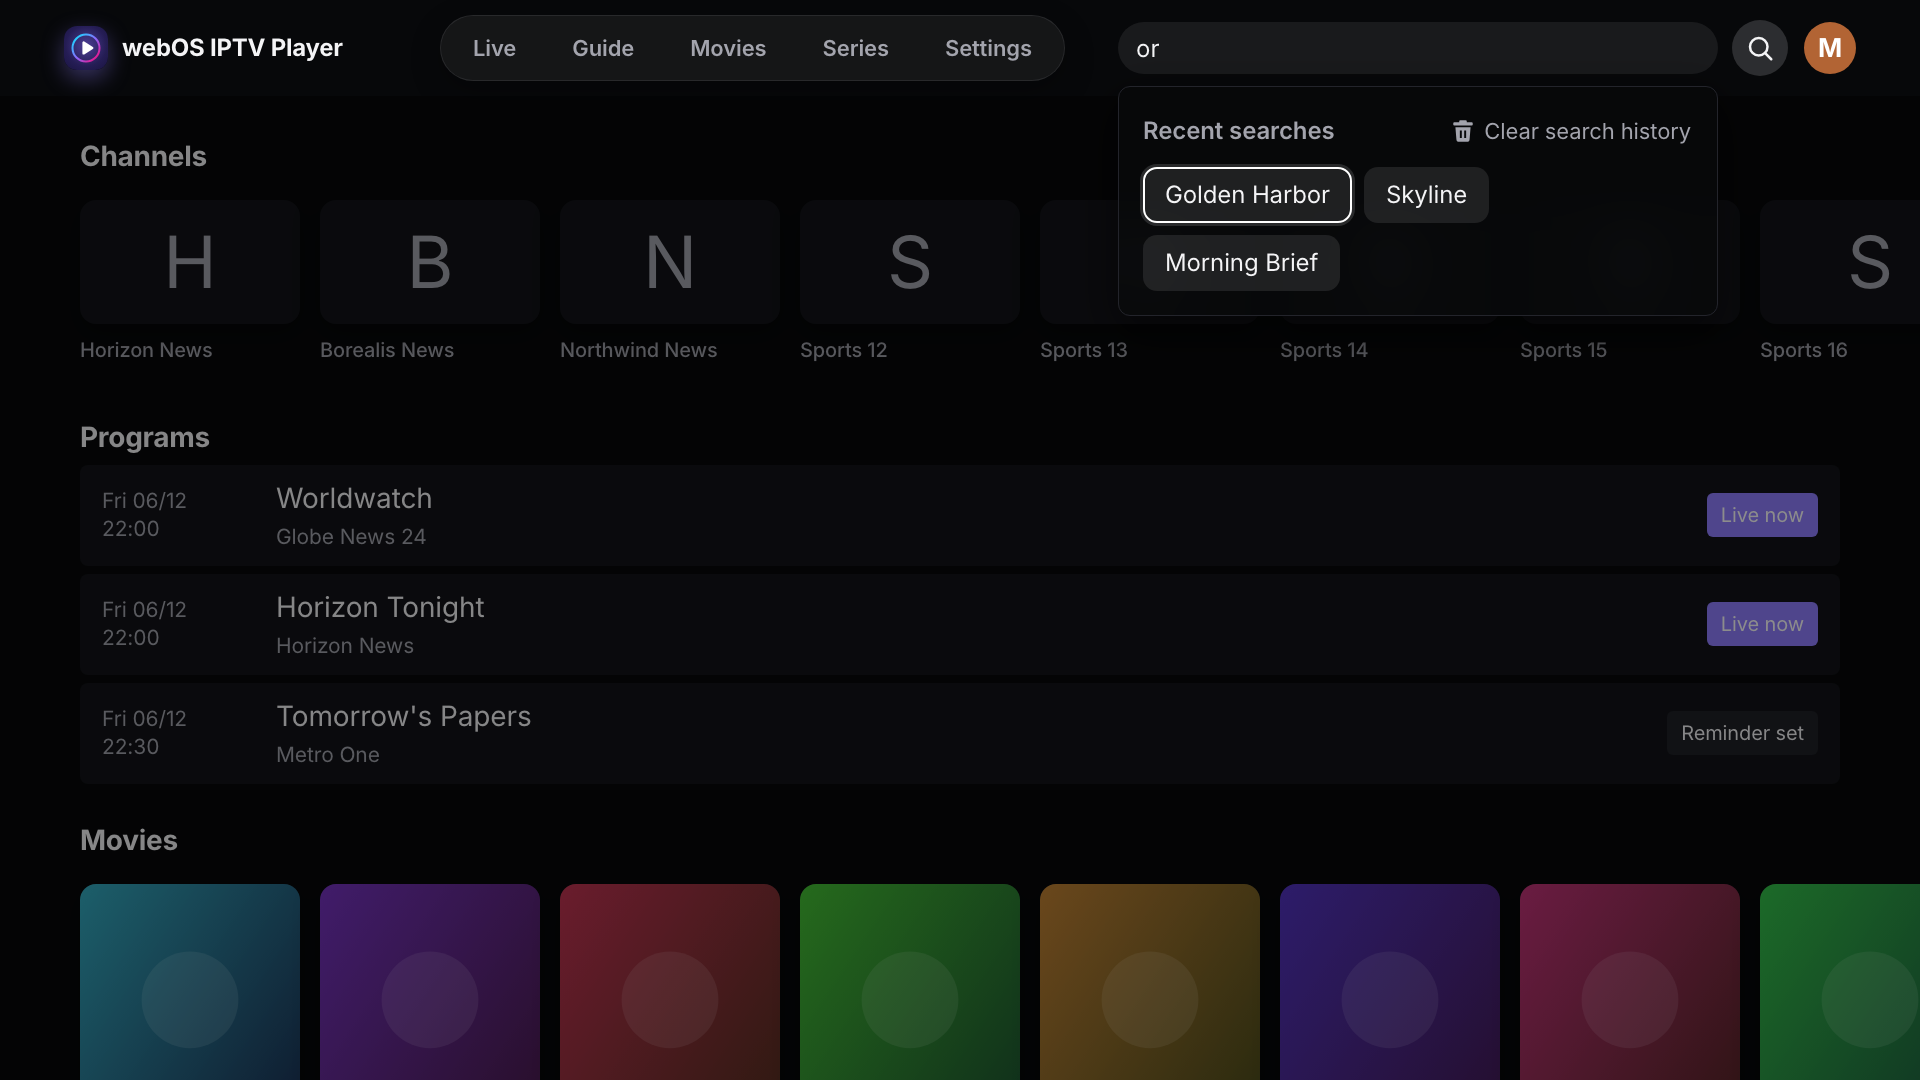 webOS IPTV Player
Live
Guide
Movies
Series
Settings
or
M
Recent searches
Clear search history
Golden Harbor
Skyline
Morning Brief
Channels
H
B
N
S
S
Horizon News
Borealis News
Northwind News
Sports 12
Sports 13
Sports 14
Sports 15
Sports 16
Programs
Fri 06/12
22:00
Worldwatch
Globe News 24
Live now
Fri 06/12
22:00
Horizon Tonight
Horizon News
Live now
Fri 06/12
22:30
Tomorrow's Papers
Metro One
Reminder set
Movies